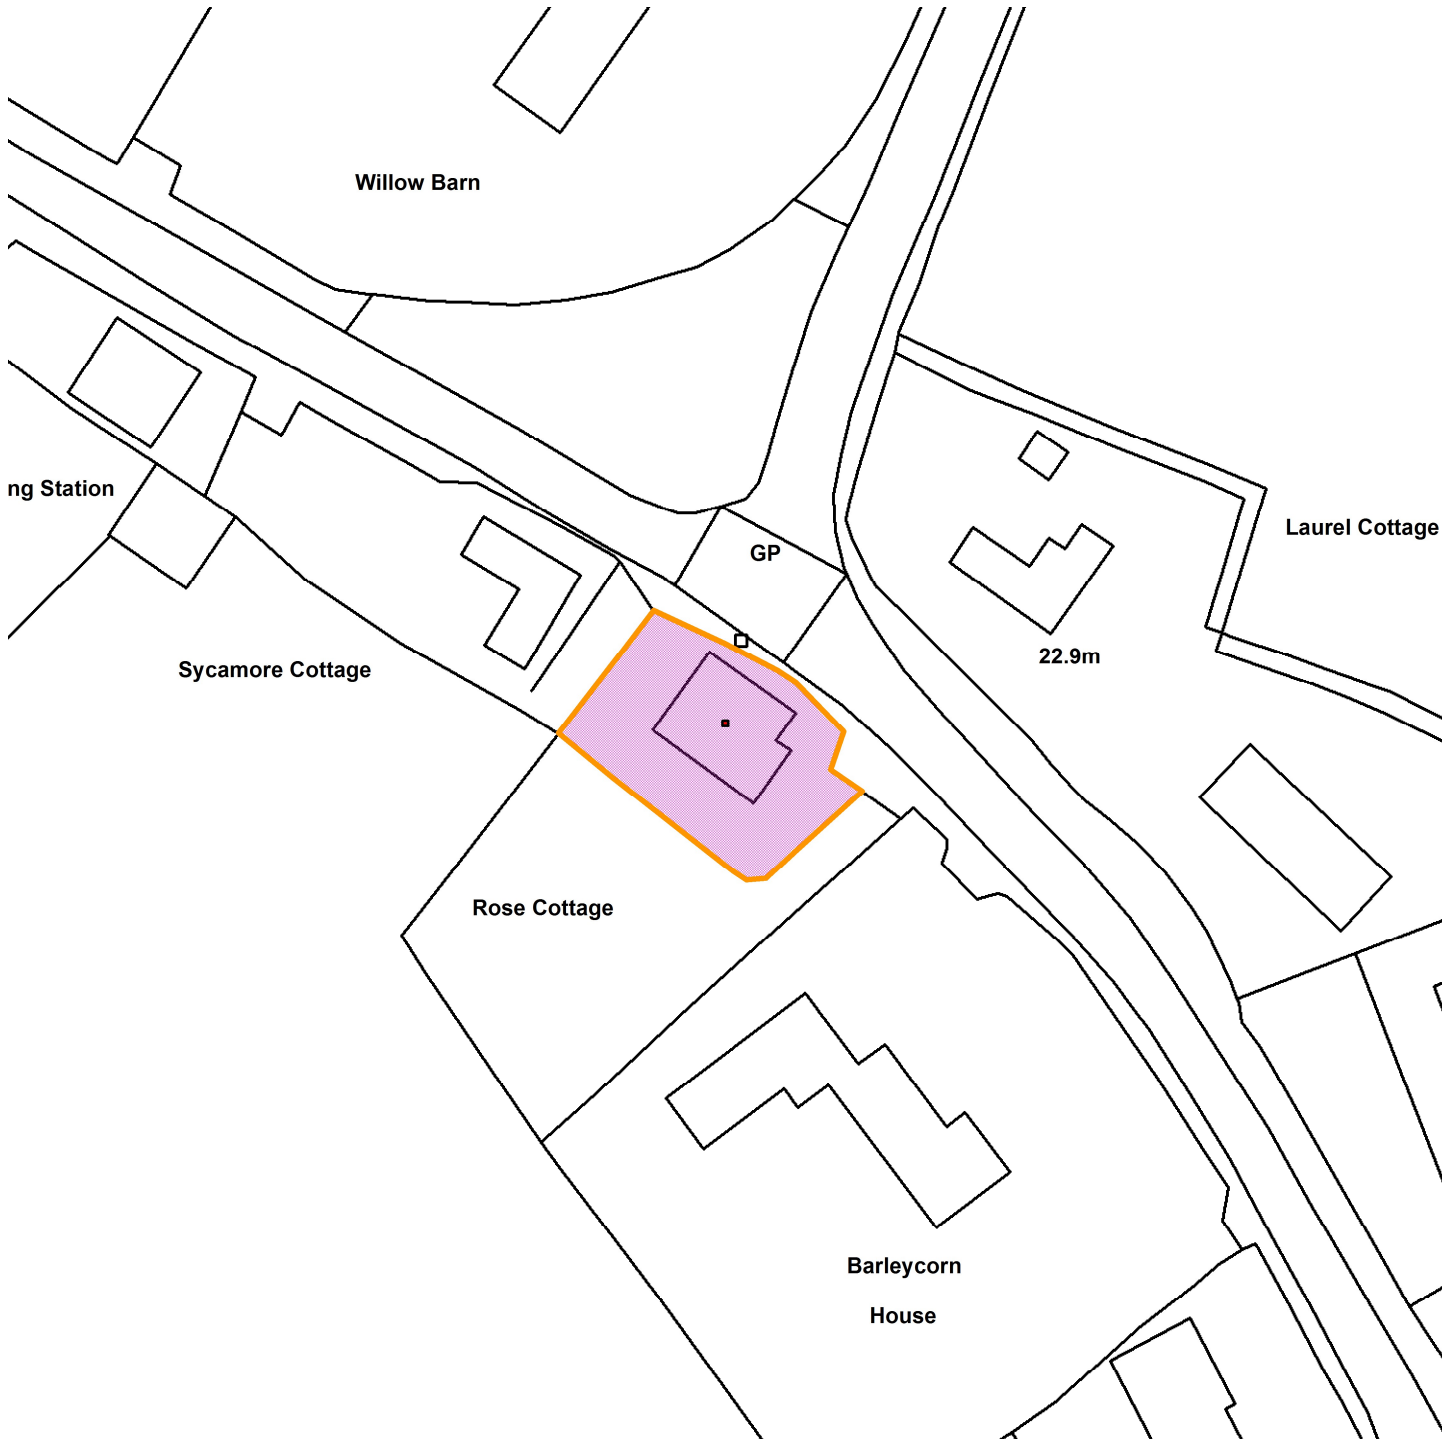 Willow Barn
ng Station
Laurel Cottage
GP
22.9m
Sycamore Cottage
Rose Cottage
Barleycorn
House